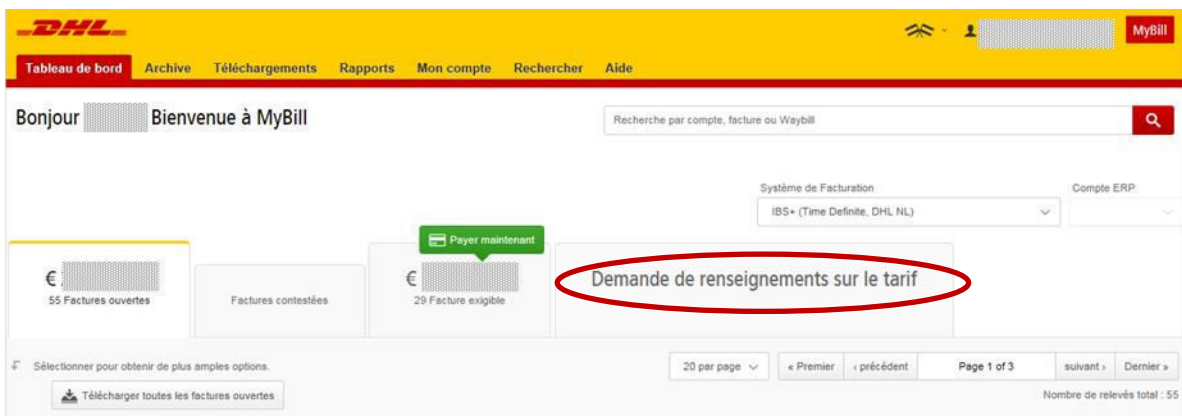 DHL
MyBill
Tableau de bord Archive Téléchargements Rapports Mon compte Rechercher Aide
Bonjour Bienvenue à MyBill
Recherche par compte, facture ou Waybill
Système de Facturation Compte ERP
IBS+ (Time Definite, DHL NL)
Payer maintenant
€ € Demande de renseignements sur le tarif
55 Factures ouvertes Factures contestées 29 Facture exigible
Sélectionner pour obtenir de plus amples options. 20 par page « Premier ‹ précédent Page 1 of 3 suivant › Dernier »
Télécharger toutes les factures ouvertes Nombre de relevés total : 55